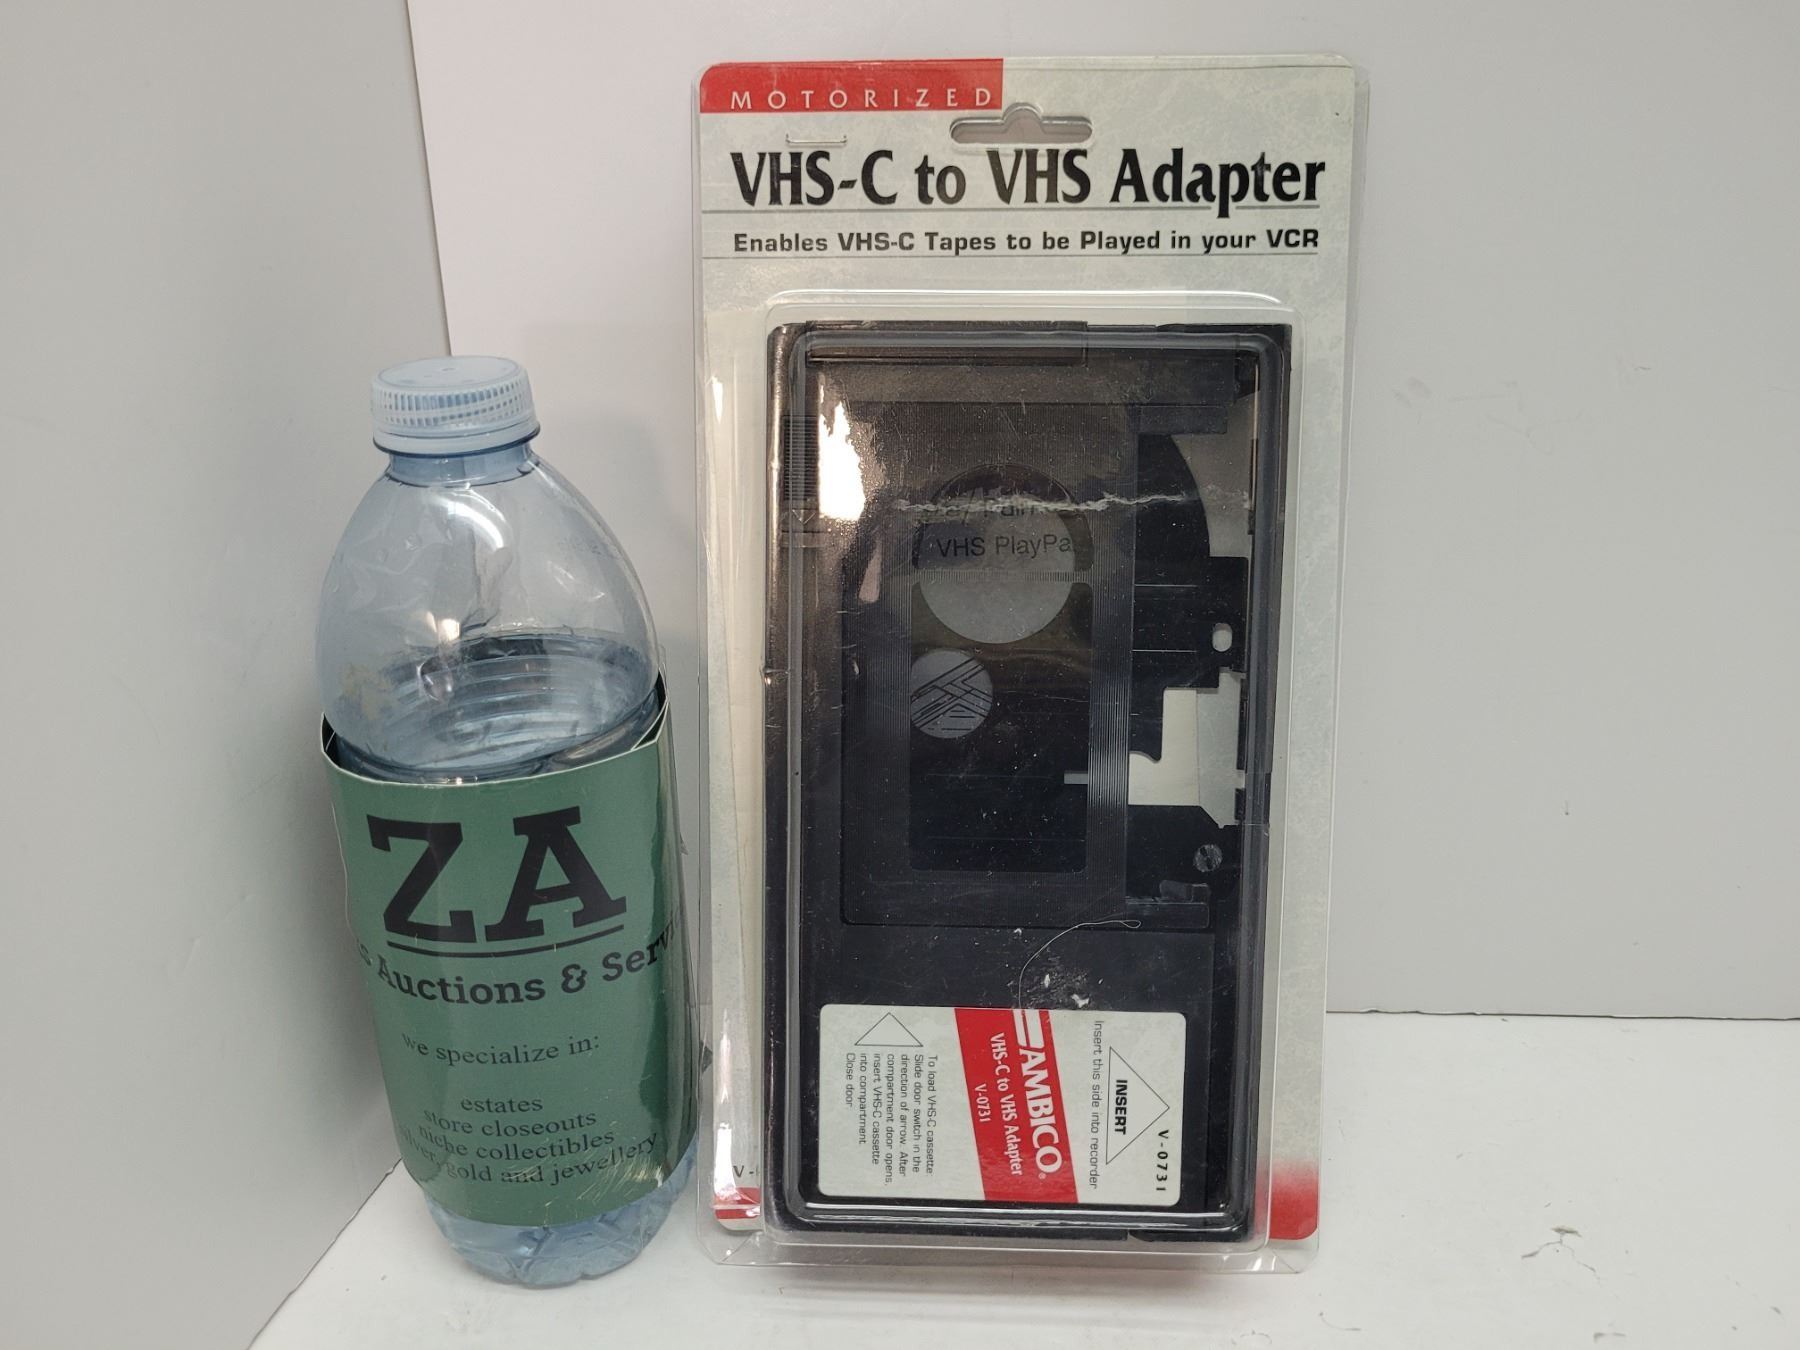 MOTORIZED
VHS-C to VHS Adapter
Enables VHS-C Tapes to be Played in your VCR
VHS
INSERT
Insert this side into recorder
V-0731
AMBICO®
VHS-C to VHS Adapter
V-0731
To load VHS-C cassette:
Slide door switch in the
direction of arrow. After
compartment door opens,
insert VHS-C cassette
into compartment.
Close door
ZA
Auctions &
we specialize in:
estates
store closeouts
niche collectibles
gold and jewellery